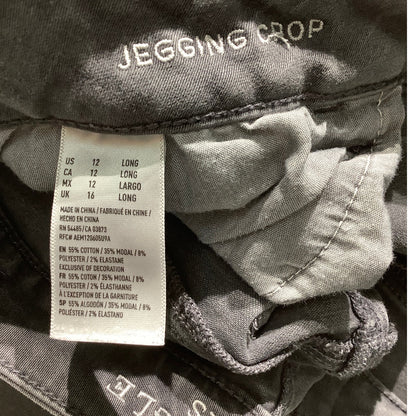 JEGGING CROP
US 12 LONG
CA 12 LONG
MX 12 LARGO
UK 16 LONG
MADE IN CHINA / FABRIQUÉ EN CHINE /
HECHO EN CHINA
RN 54485/CA 03873
RFC# AEM120605U9A
EN 55% COTTON / 35% MODAL / 8%
POLYESTER / 2% ELASTANE
EXCLUSIVE OF DECORATION
FR 55% COTON / 35% MODAL / 8%
POLYESTER / 2% ÉLASTHANNE
À L'EXCEPTION DE LA GARNITURE
SP 55% ALGODÓN / 35% MODAL / 8%
POLIÉSTER / 2% ELASTANO